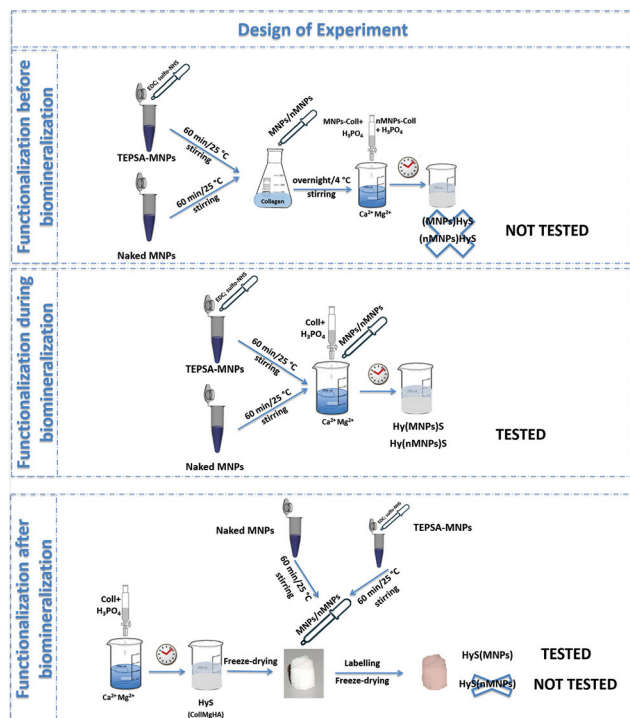 Design of Experiment
Functionalization before
biomineralization
EDC; sulfo-NHS
TEPSA-MNPs
60 min/25 °C
stirring
60 min/25 °C
stirring
Naked MNPs
MNPs/nMNPs
Collagen
overnight/4 °C
stirring
MNPs-Coll+
H₃PO₄
nMNPs-Coll
+ H₃PO₄
Ca²⁺Mg²⁺
(MNPs)HyS
(nMNPs)HyS
NOT TESTED
Functionalization during
biomineralization
EDC; sulfo-NHS
TEPSA-MNPs
60 min/25 °C
stirring
60 min/25 °C
stirring
Naked MNPs
Coll+
H₃PO₄
MNPs/nMNPs
Ca²⁺Mg²⁺
Hy(MNPs)S
Hy(nMNPs)S
TESTED
Functionalization after
biomineralization
Naked MNPs
EDC; sulfo-NHS
TEPSA-MNPs
60 min/25 °C
stirring
60 min/25 °C
stirring
MNPs/nMNPs
Coll+
H₃PO₄
Ca²⁺Mg²⁺
HyS
(CollMgHA)
Freeze-drying
Labelling
Freeze-drying
HyS(MNPs)
TESTED
HyS(nMNPs)
NOT TESTED